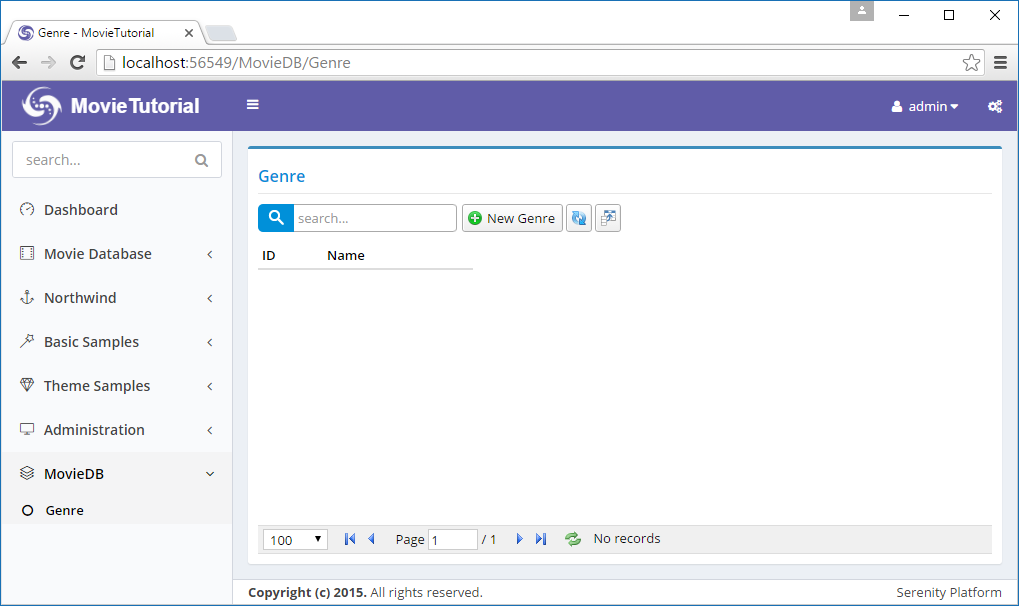 Genre - MovieTutorial
localhost:56549/MovieDB/Genre
MovieTutorial
admin
search...
Dashboard
Movie Database
Northwind
Basic Samples
Theme Samples
Administration
MovieDB
Genre
Genre
search...
New Genre
ID Name
100 Page 1 / 1 No records
Copyright (c) 2015. All rights reserved. Serenity Platform